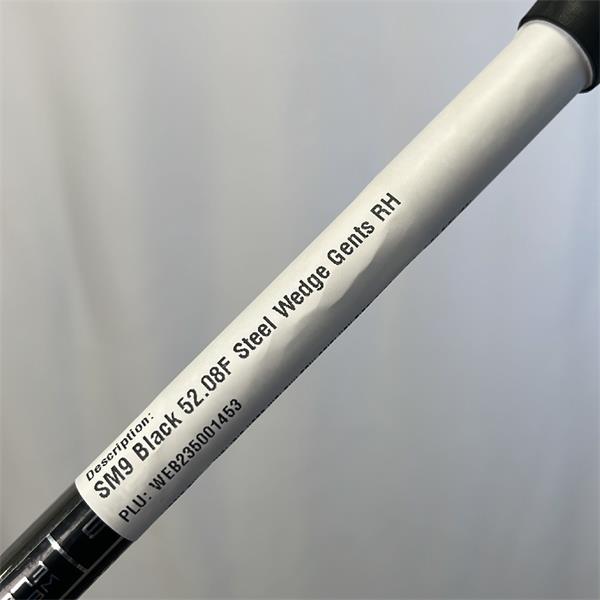 Description:
SM9 Black 52.08F Steel Wedge Gents RH
PLU: WEB235001453